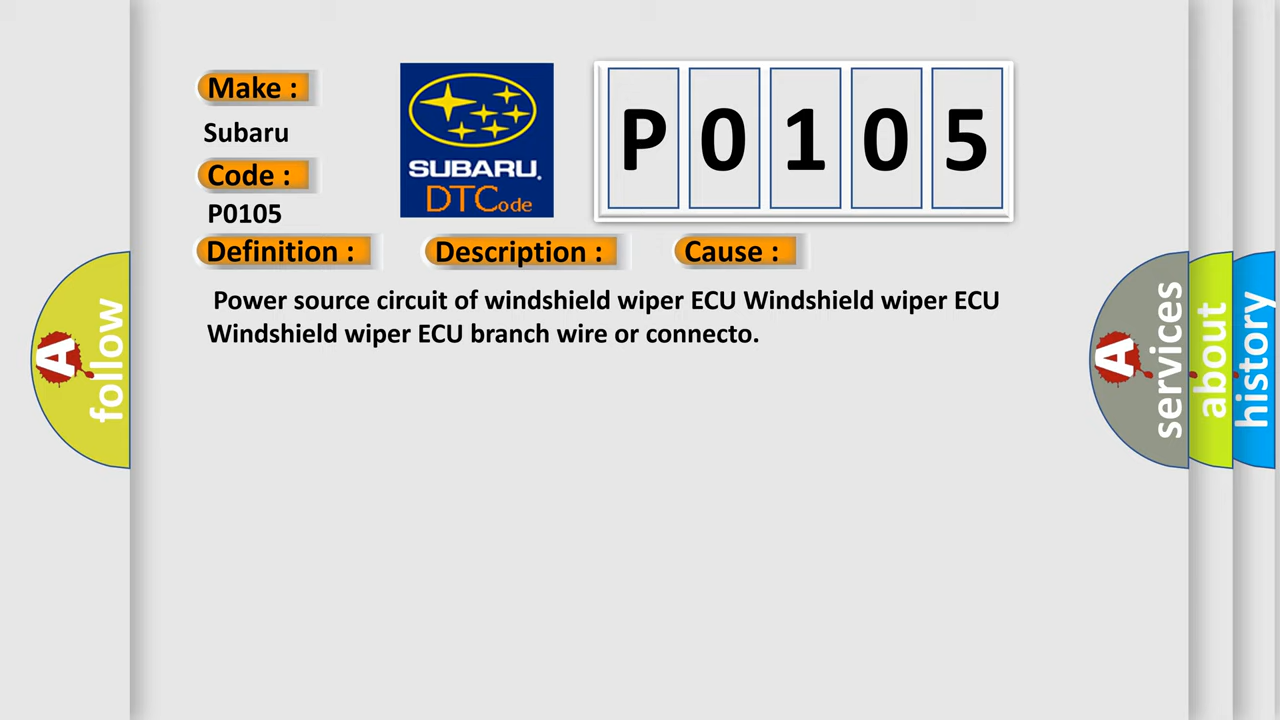 Make :
Subaru
Code :
P0105
SUBARU
DTCode
P0105
Definition :
Description :
Cause :
Power source circuit of windshield wiper ECU Windshield wiper ECU
Windshield wiper ECU branch wire or connecto.
A
follow
A
services
about
history